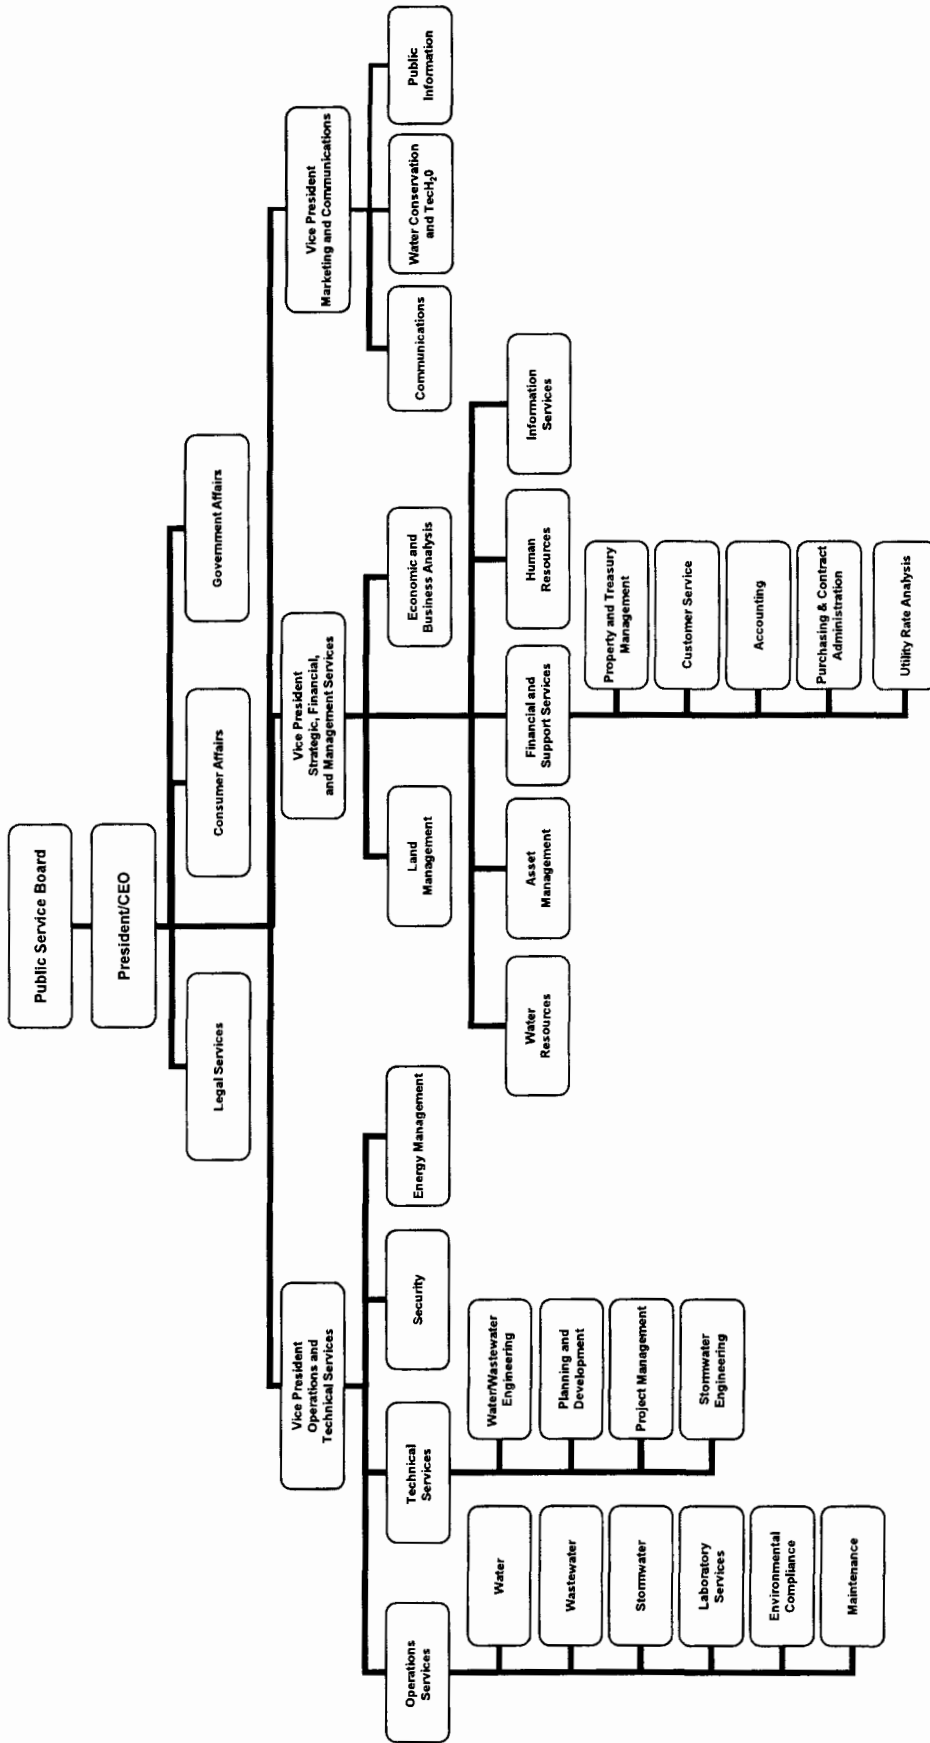 Public Service Board
President/CEO
Legal Services
Consumer Affairs
Government Affairs
Vice President
Operations and
Technical Services
Vice President
Strategic, Financial,
and Management Services
Vice President
Marketing and Communications
Operations
Services
Technical
Services
Security
Energy Management
Land
Management
Economic and
Business Analysis
Communications
Water Conservation
and TecH₂0
Public
Information
Water
Wastewater
Stormwater
Laboratory
Services
Environmental
Compliance
Maintenance
Water/Wastewater
Engineering
Planning and
Development
Project Management
Stormwater
Engineering
Water
Resources
Asset
Management
Financial and
Support Services
Human
Resources
Information
Services
Property and Treasury
Management
Customer Service
Accounting
Purchasing & Contract
Administration
Utility Rate Analysis